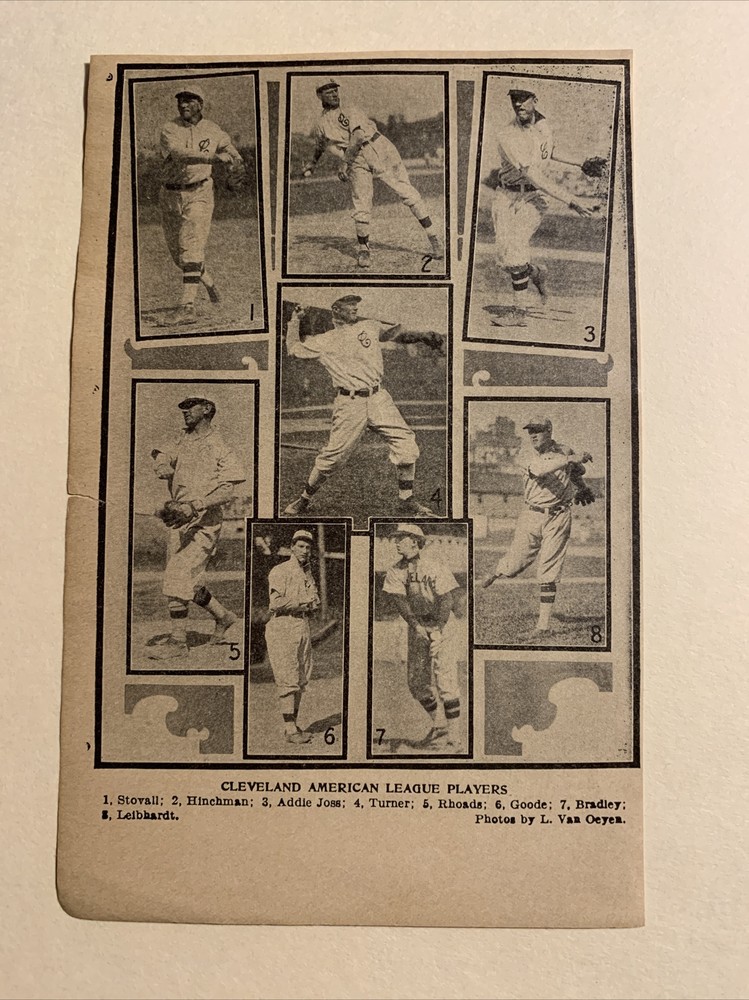 1
2
3
4
5
6
7
8
CLEVELAND AMERICAN LEAGUE PLAYERS
1, Stovall; 2, Hinchman; 3, Addie Joss; 4, Turner; 5, Rhoads; 6, Goode; 7, Bradley;
8, Leibhardt. Photos by L. Van Oeyen.